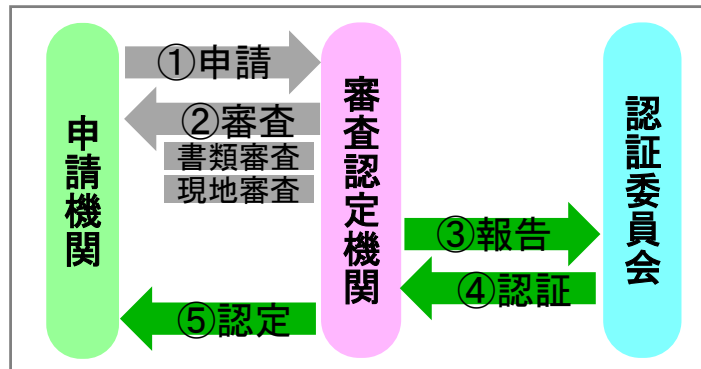 申請機関
①申請
②審査
書類審査
現地審査
審査認定機関
③報告
④認証
⑤認定
認証委員会